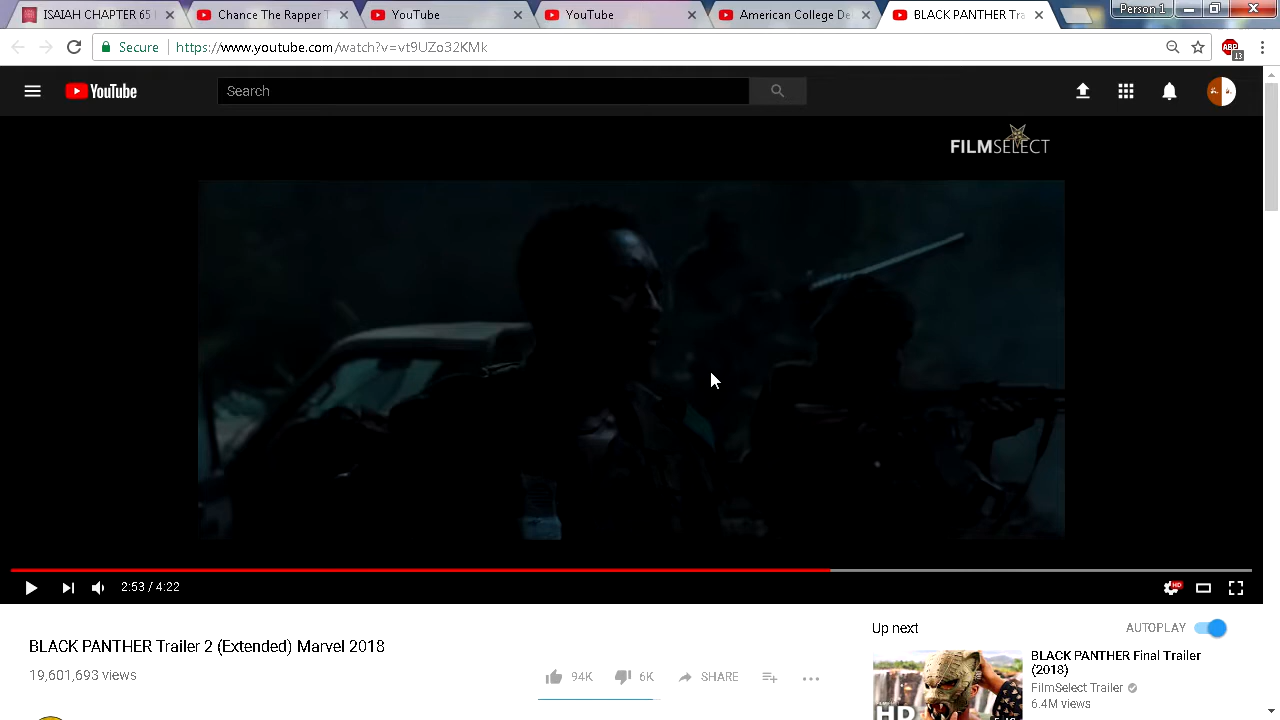 ISAIAH CHAPTER 65
Chance The Rapper
YouTube
YouTube
American College De
BLACK PANTHER Tra
Person 1
Secure
https://www.youtube.com/watch?v=vt9UZo32KMk
ABP
13
YouTube
Search
FILMSELECT
2:53 / 4:22
HD
BLACK PANTHER Trailer 2 (Extended) Marvel 2018
19,601,693 views
94K
6K
SHARE
Up next
AUTOPLAY
BLACK PANTHER Final Trailer
(2018)
FilmSelect Trailer
6.4M views
HD